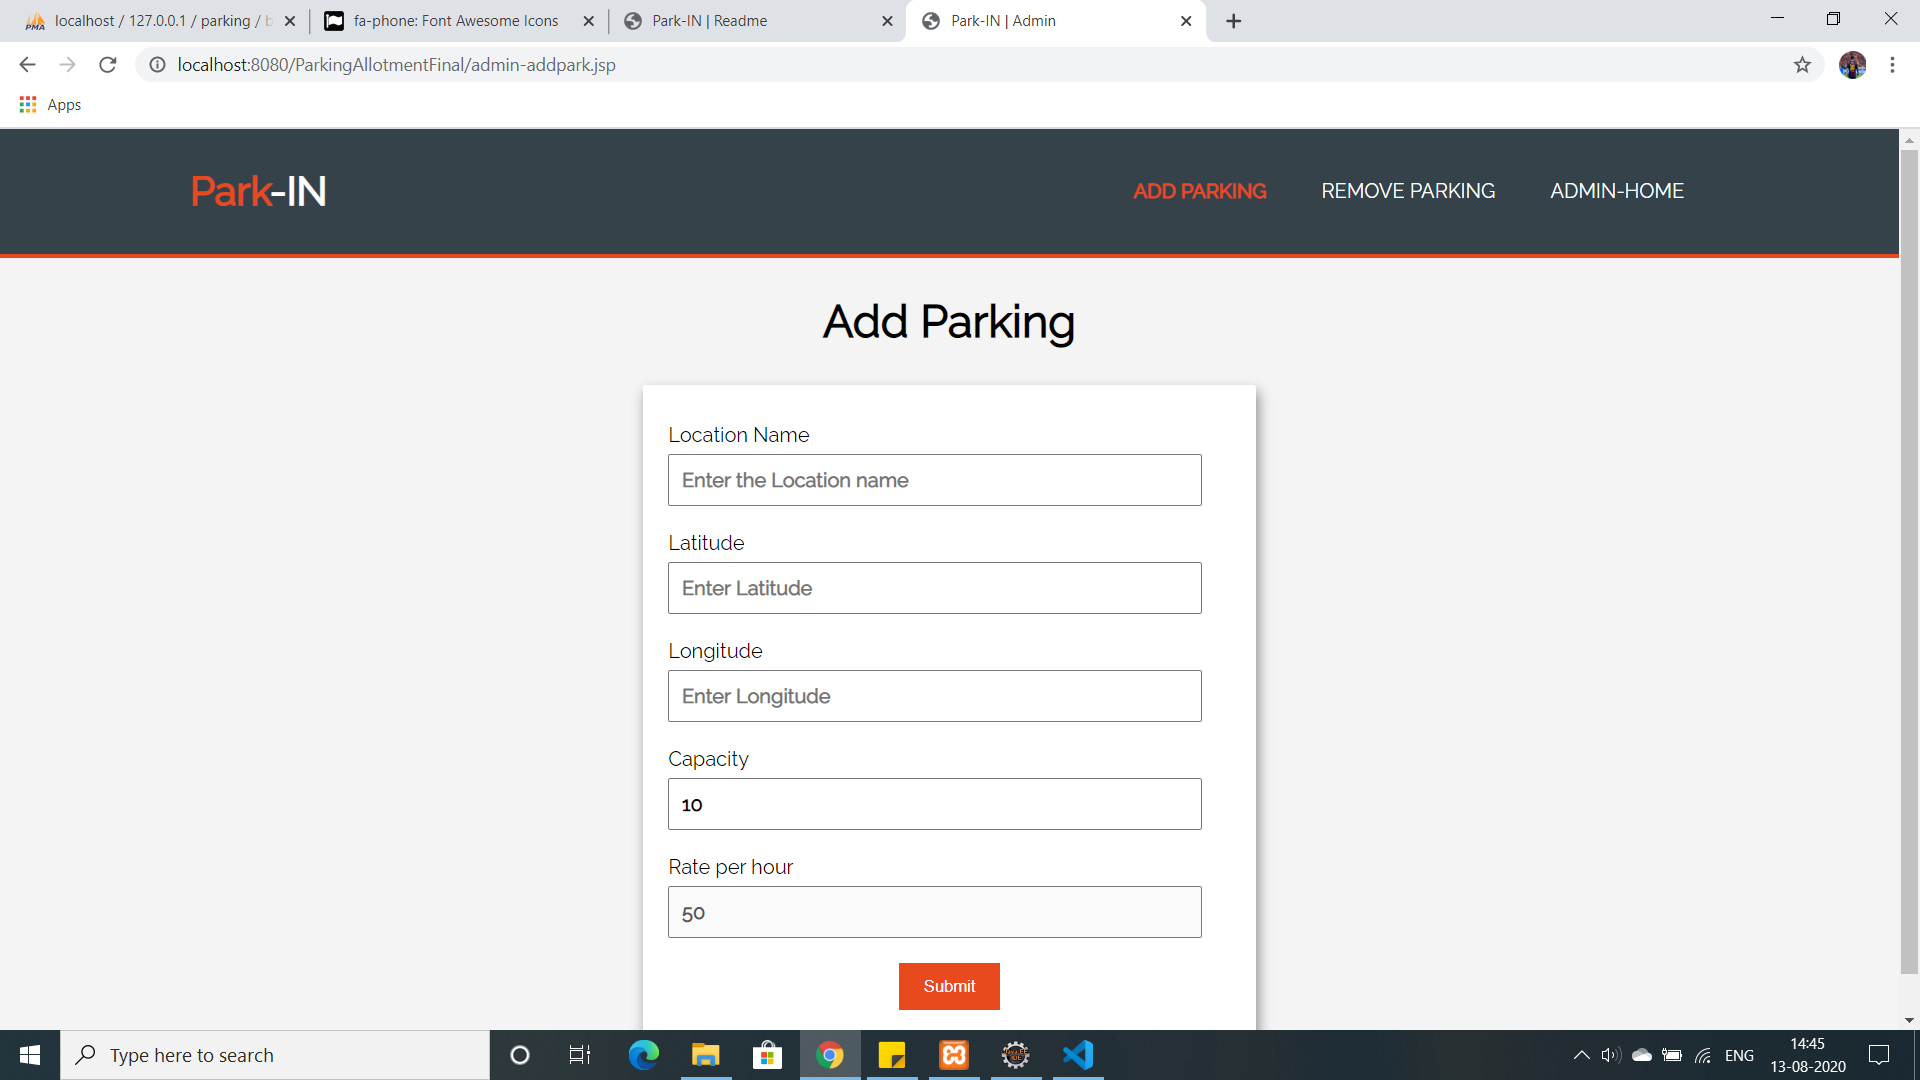 localhost / 127.0.0.1 / parking / b
fa-phone: Font Awesome Icons
Park-IN | Readme
Park-IN | Admin
localhost:8080/ParkingAllotmentFinal/admin-addpark.jsp
Apps
Park-IN
ADD PARKING
REMOVE PARKING
ADMIN-HOME
Add Parking
Location Name
Enter the Location name
Latitude
Enter Latitude
Longitude
Enter Longitude
Capacity
10
Rate per hour
50
Submit
Type here to search
ENG
14:45
13-08-2020